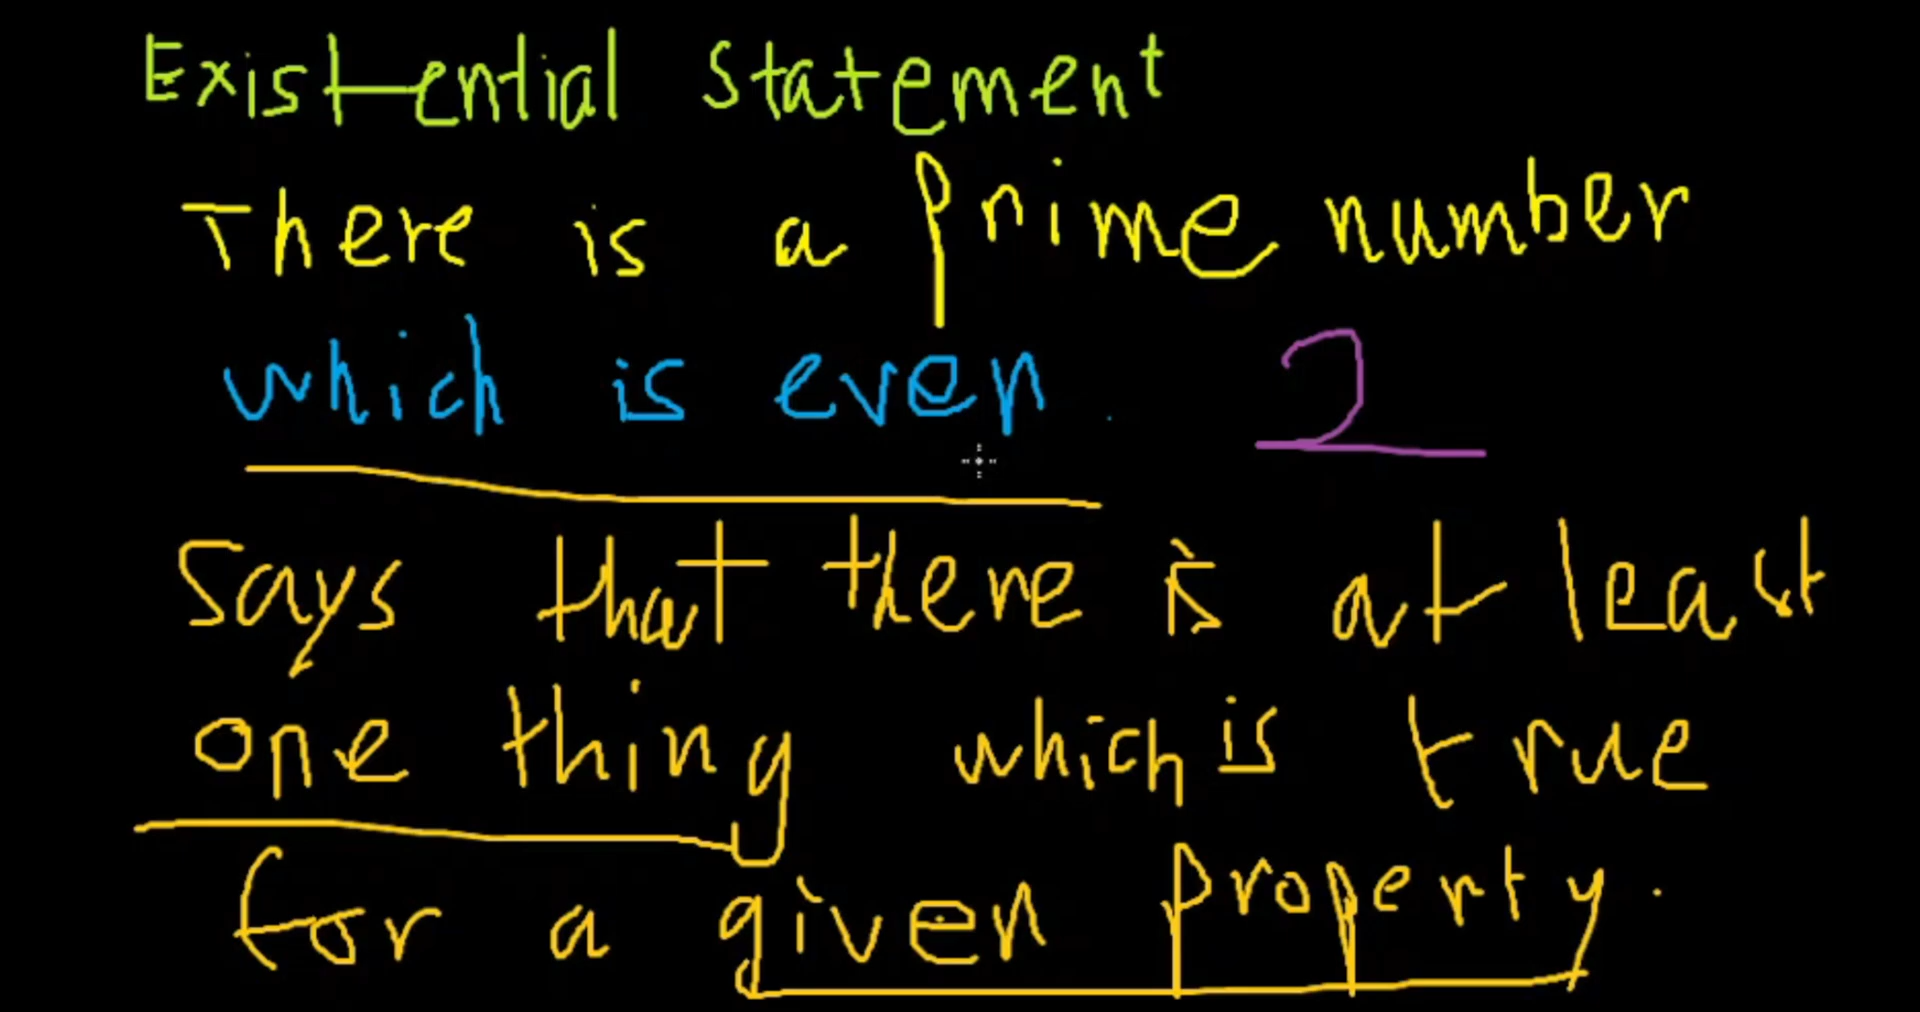 Existential Statement
There is a Prime number
which is even. 2
Says that there is at least
one thing which is true
for a given property.